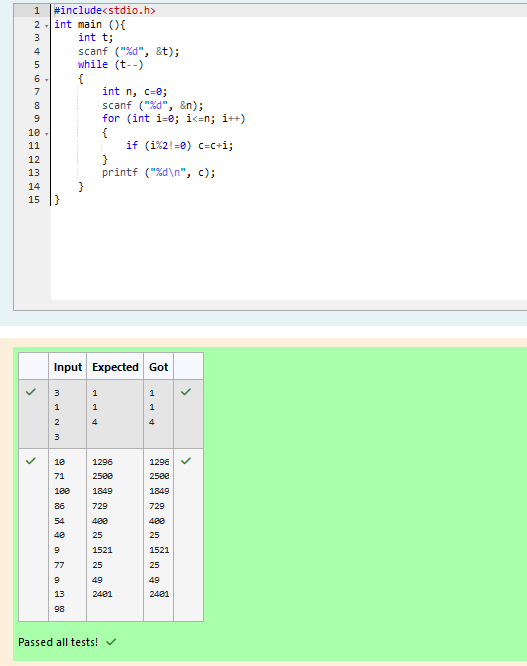 1 #include<stdio.h>
2 int main (){
3 int t;
4 scanf ("%d", &t);
5 while (t--)
6 {
7 int n, c=0;
8 scanf ("%d", &n);
9 for (int i=0; i<=n; i++)
10 {
11 if (i%2!=0) c=c+i;
12 }
13 printf ("%d\n", c);
14 }
15 }
Input Expected Got
3 1 1
1 1 1
2 4 4
3
10 1296 1296
71 2500 2500
100 1849 1849
86 729 729
54 400 400
40 25 25
9 1521 1521
77 25 25
9 49 49
13 2401 2401
98
Passed all tests!